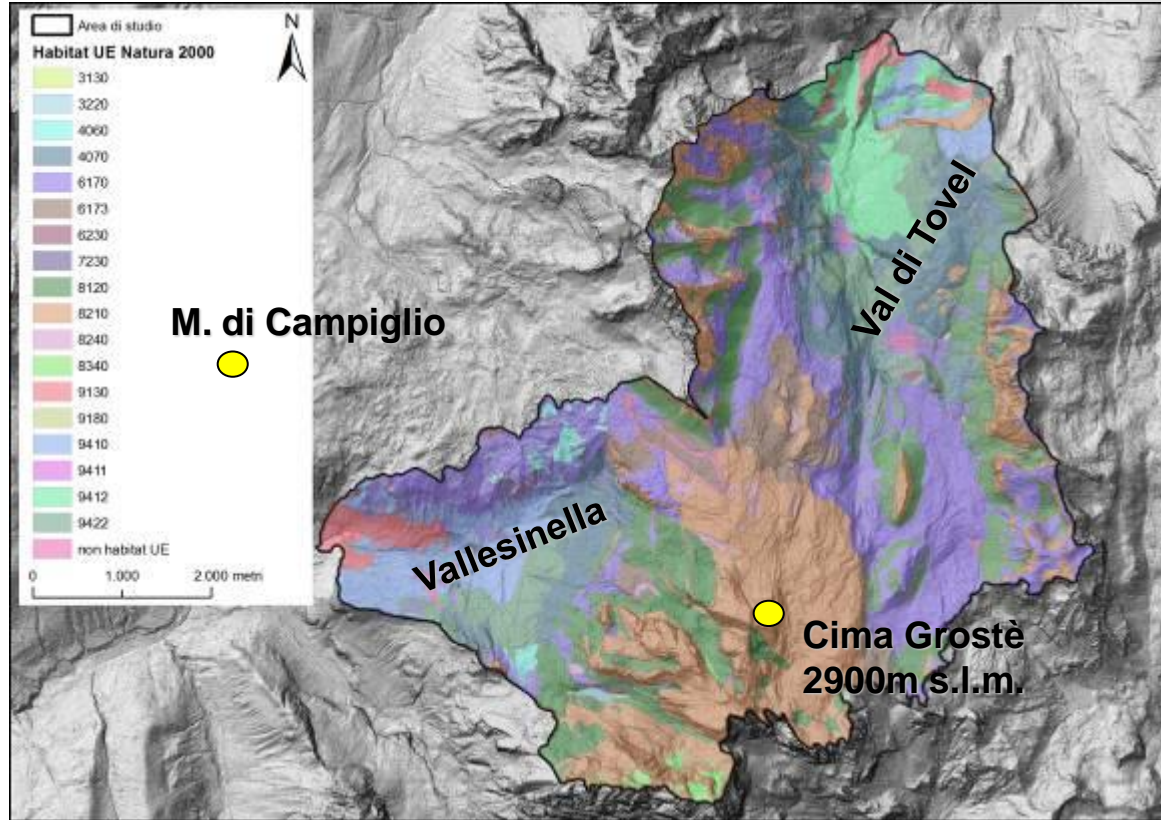 Area di studio
Habitat UE Natura 2000
3130
3220
4060
4070
6170
6173
6230
7230
8120
8210
8240
8340
9130
9180
9410
9411
9412
9422
non habitat UE
0 1.000 2.000 metri
N
M. di Campiglio
Val di Tovel
Vallesinella
Cima Grostè
2900m s.l.m.